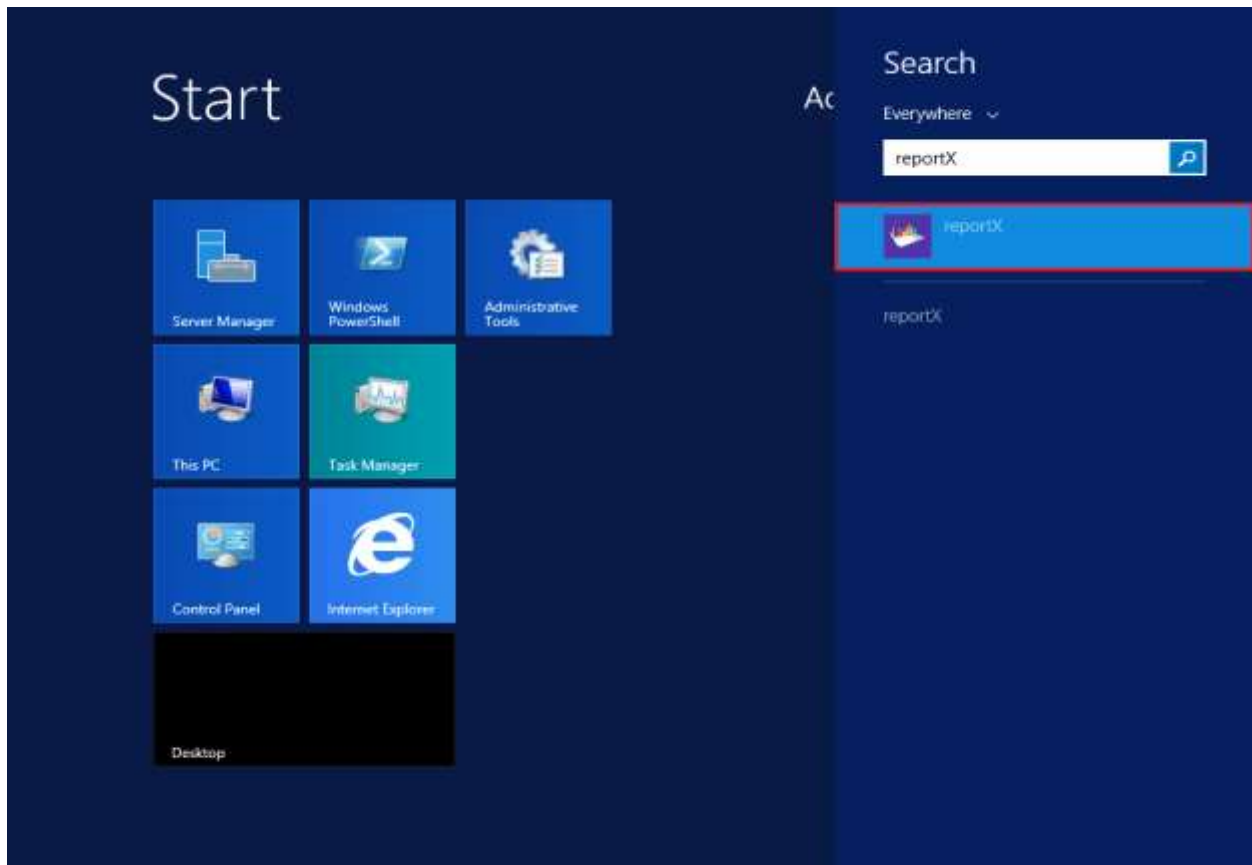 Start
Ac
Search
Everywhere
reportX
reportX
reportX
Server Manager
Windows
PowerShell
Administrative
Tools
This PC
Task Manager
Control Panel
Internet Explorer
Desktop